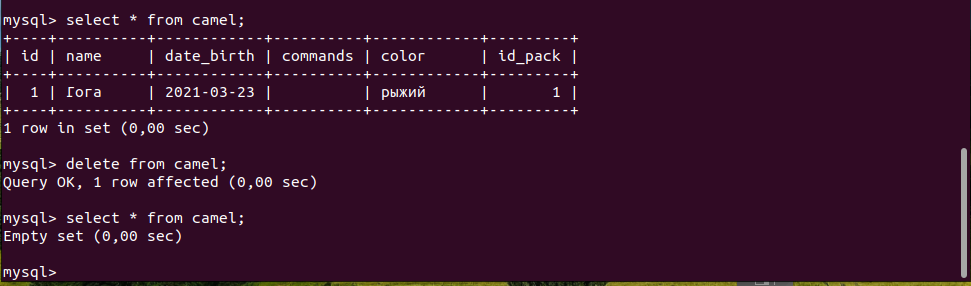 mysql> select * from camel;
+----+----------+------------+----------+------------+---------+
| id | name     | date_birth | commands | color      | id_pack |
+----+----------+------------+----------+------------+---------+
|  1 | Гога     | 2021-03-23 |          | рыжий      |       1 |
+----+----------+------------+----------+------------+---------+
1 row in set (0,00 sec)
mysql> delete from camel;
Query OK, 1 row affected (0,00 sec)
mysql> select * from camel;
Empty set (0,00 sec)
mysql>